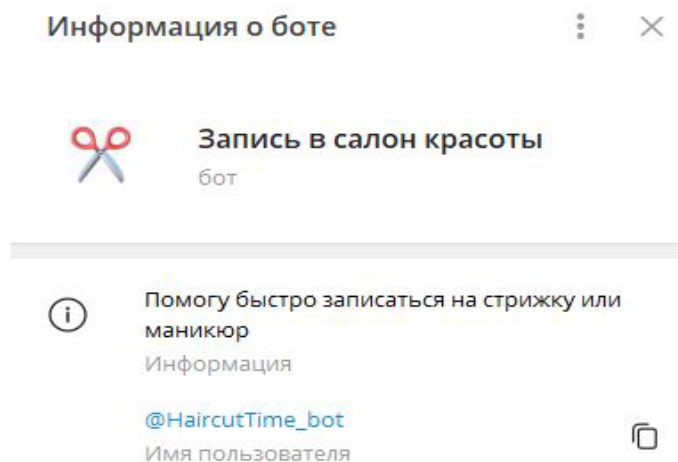 Информация о боте
Запись в салон красоты
бот
Помогу быстро записаться на стрижку или
маникюр
Информация
@HaircutTime_bot
Имя пользователя